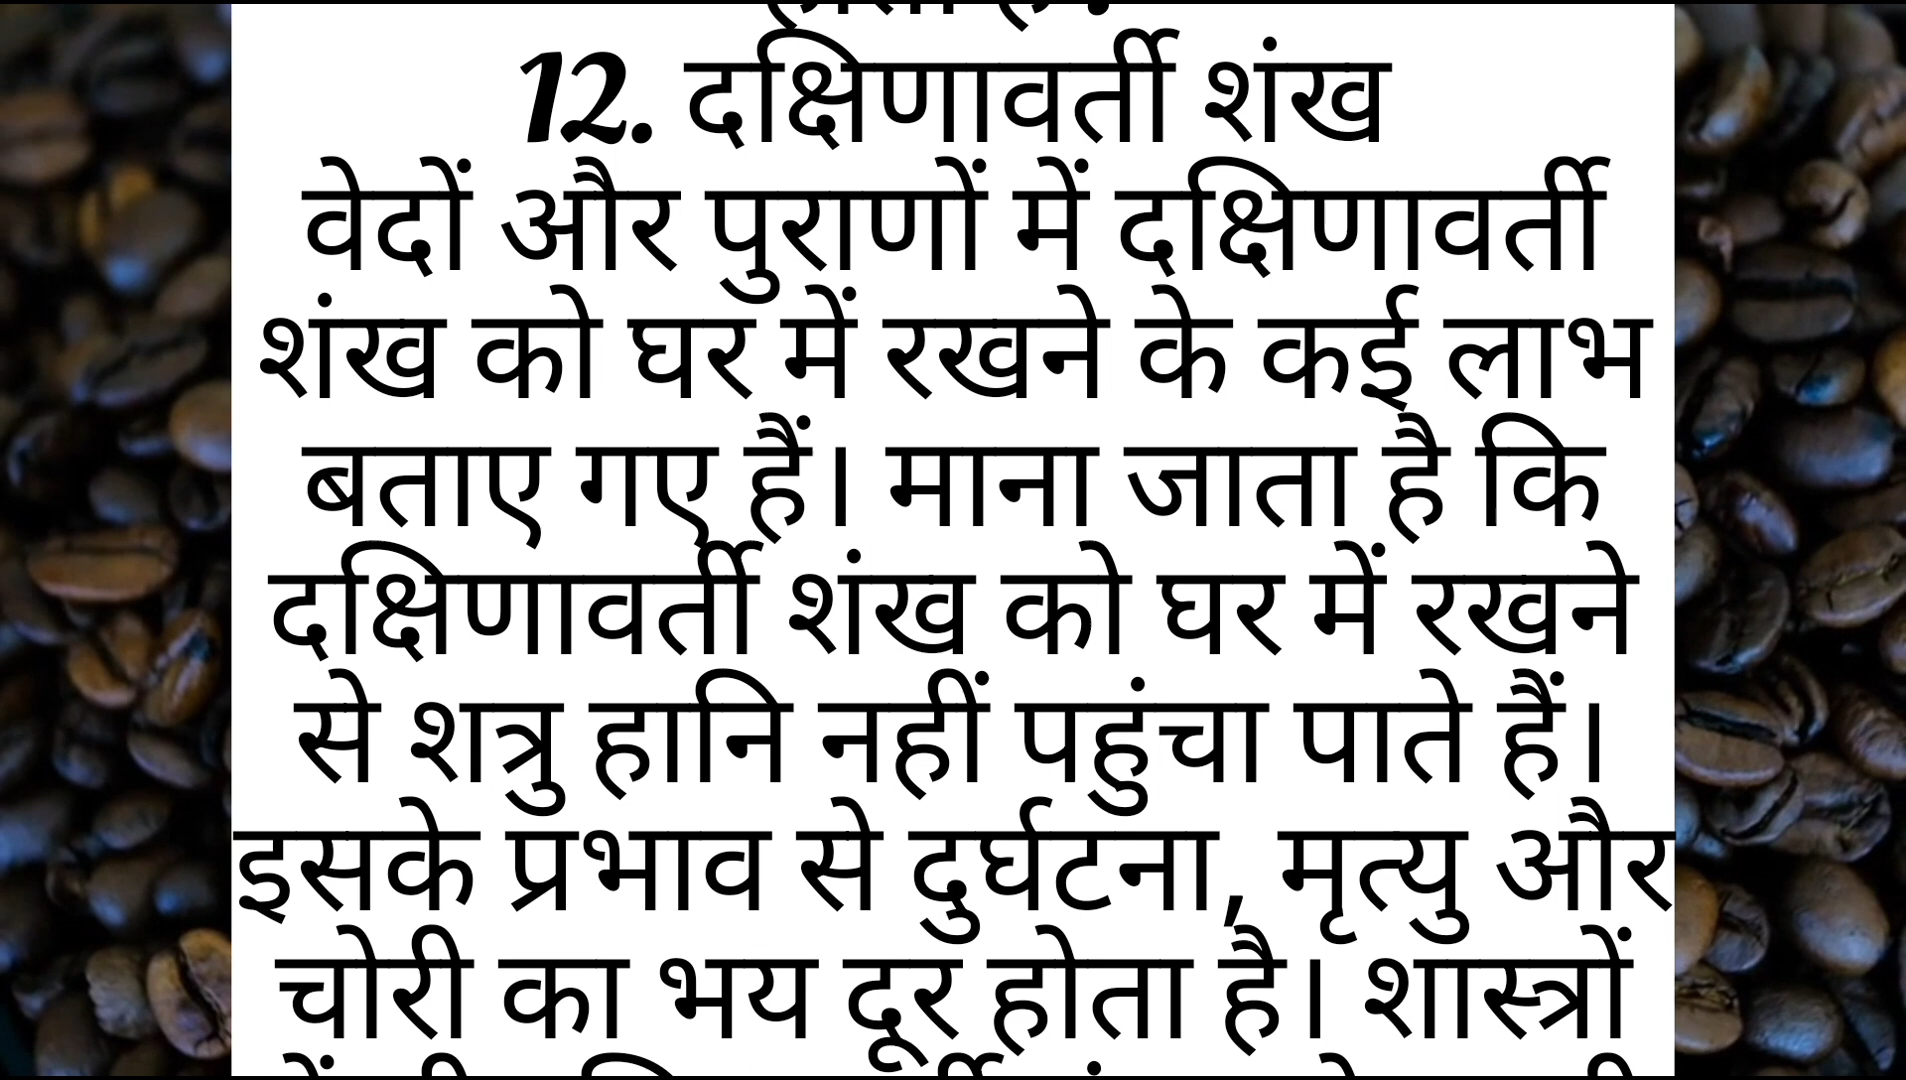 12. दक्षिणावर्ती शंख
वेदों और पुराणों में दक्षिणावर्ती
शंख को घर में रखने के कई लाभ
बताए गए हैं। माना जाता है कि
दक्षिणावर्ती शंख को घर में रखने
से शत्रु हानि नहीं पहुंचा पाते हैं।
इसके प्रभाव से दुर्घटना, मृत्यु और
चोरी का भय दूर होता है। शास्त्रों